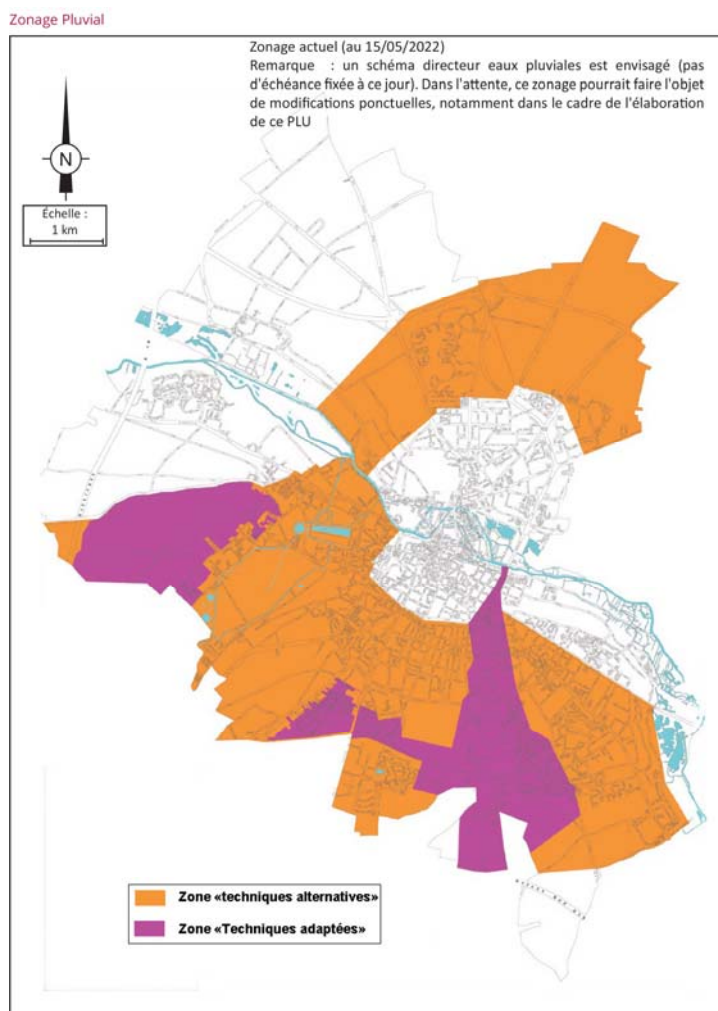 Zonage Pluvial
Zonage actuel (au 15/05/2022)
Remarque : un schéma directeur eaux pluviales est envisagé (pas
d'échéance fixée à ce jour). Dans l'attente, ce zonage pourrait faire l'objet
de modifications ponctuelles, notamment dans le cadre de l'élaboration
de ce PLU
N
Échelle :
1 km
Zone «techniques alternatives»
Zone «Techniques adaptées»